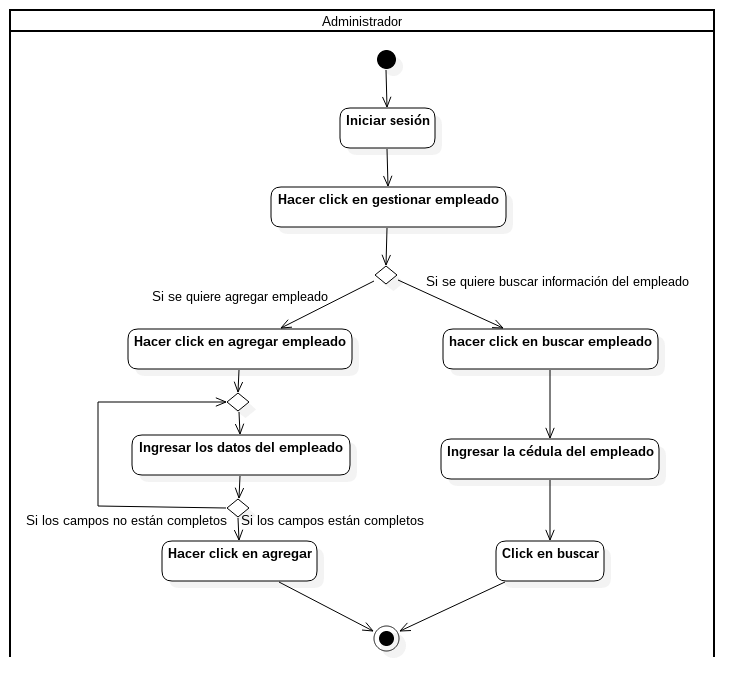 Administrador
Iniciar sesión
Hacer click en gestionar empleado
Si se quiere agregar empleado
Si se quiere buscar información del empleado
Hacer click en agregar empleado
hacer click en buscar empleado
Ingresar los datos del empleado
Ingresar la cédula del empleado
Si los campos no están completos
Si los campos están completos
Hacer click en agregar
Click en buscar